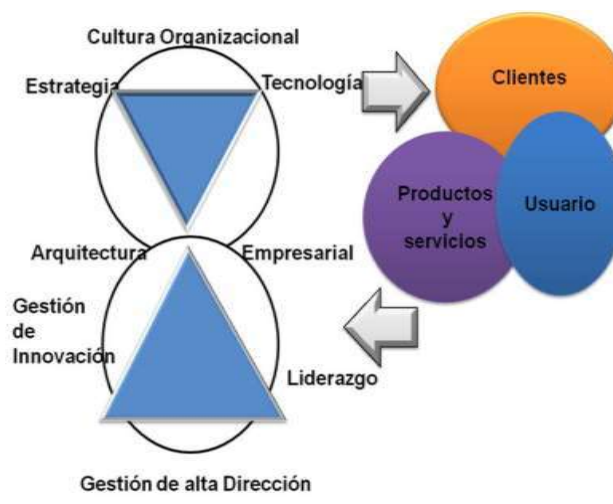 Cultura Organizacional
Estrategia
Tecnología
Arquitectura
Empresarial
Gestión
de
Innovación
Liderazgo
Gestión de alta Dirección
Clientes
Productos
y
servicios
Usuario